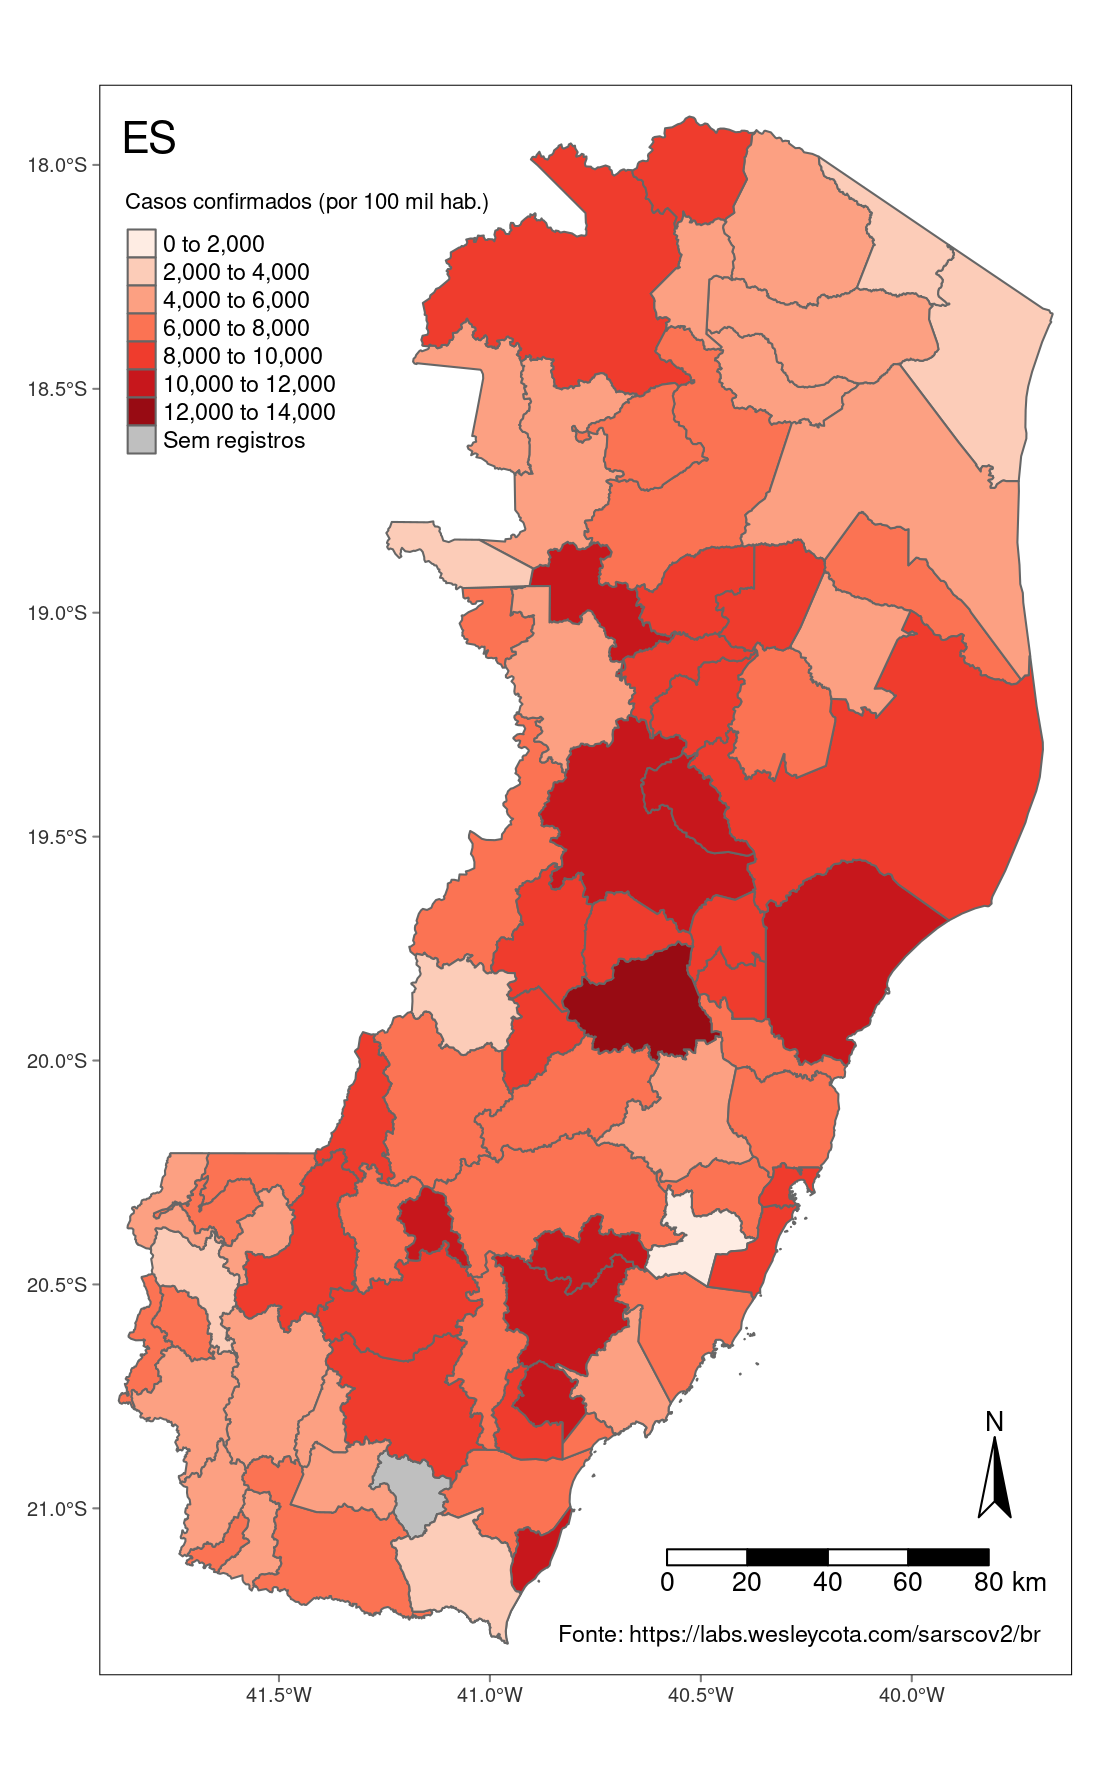 ES
Casos confirmados (por 100 mil hab.)
0 to 2,000
2,000 to 4,000
4,000 to 6,000
6,000 to 8,000
8,000 to 10,000
10,000 to 12,000
12,000 to 14,000
Sem registros
18.0°S
18.5°S
19.0°S
19.5°S
20.0°S
20.5°S
21.0°S
N
0 20 40 60 80 km
Fonte: https://labs.wesleycota.com/sarscov2/br
41.5°W 41.0°W 40.5°W 40.0°W